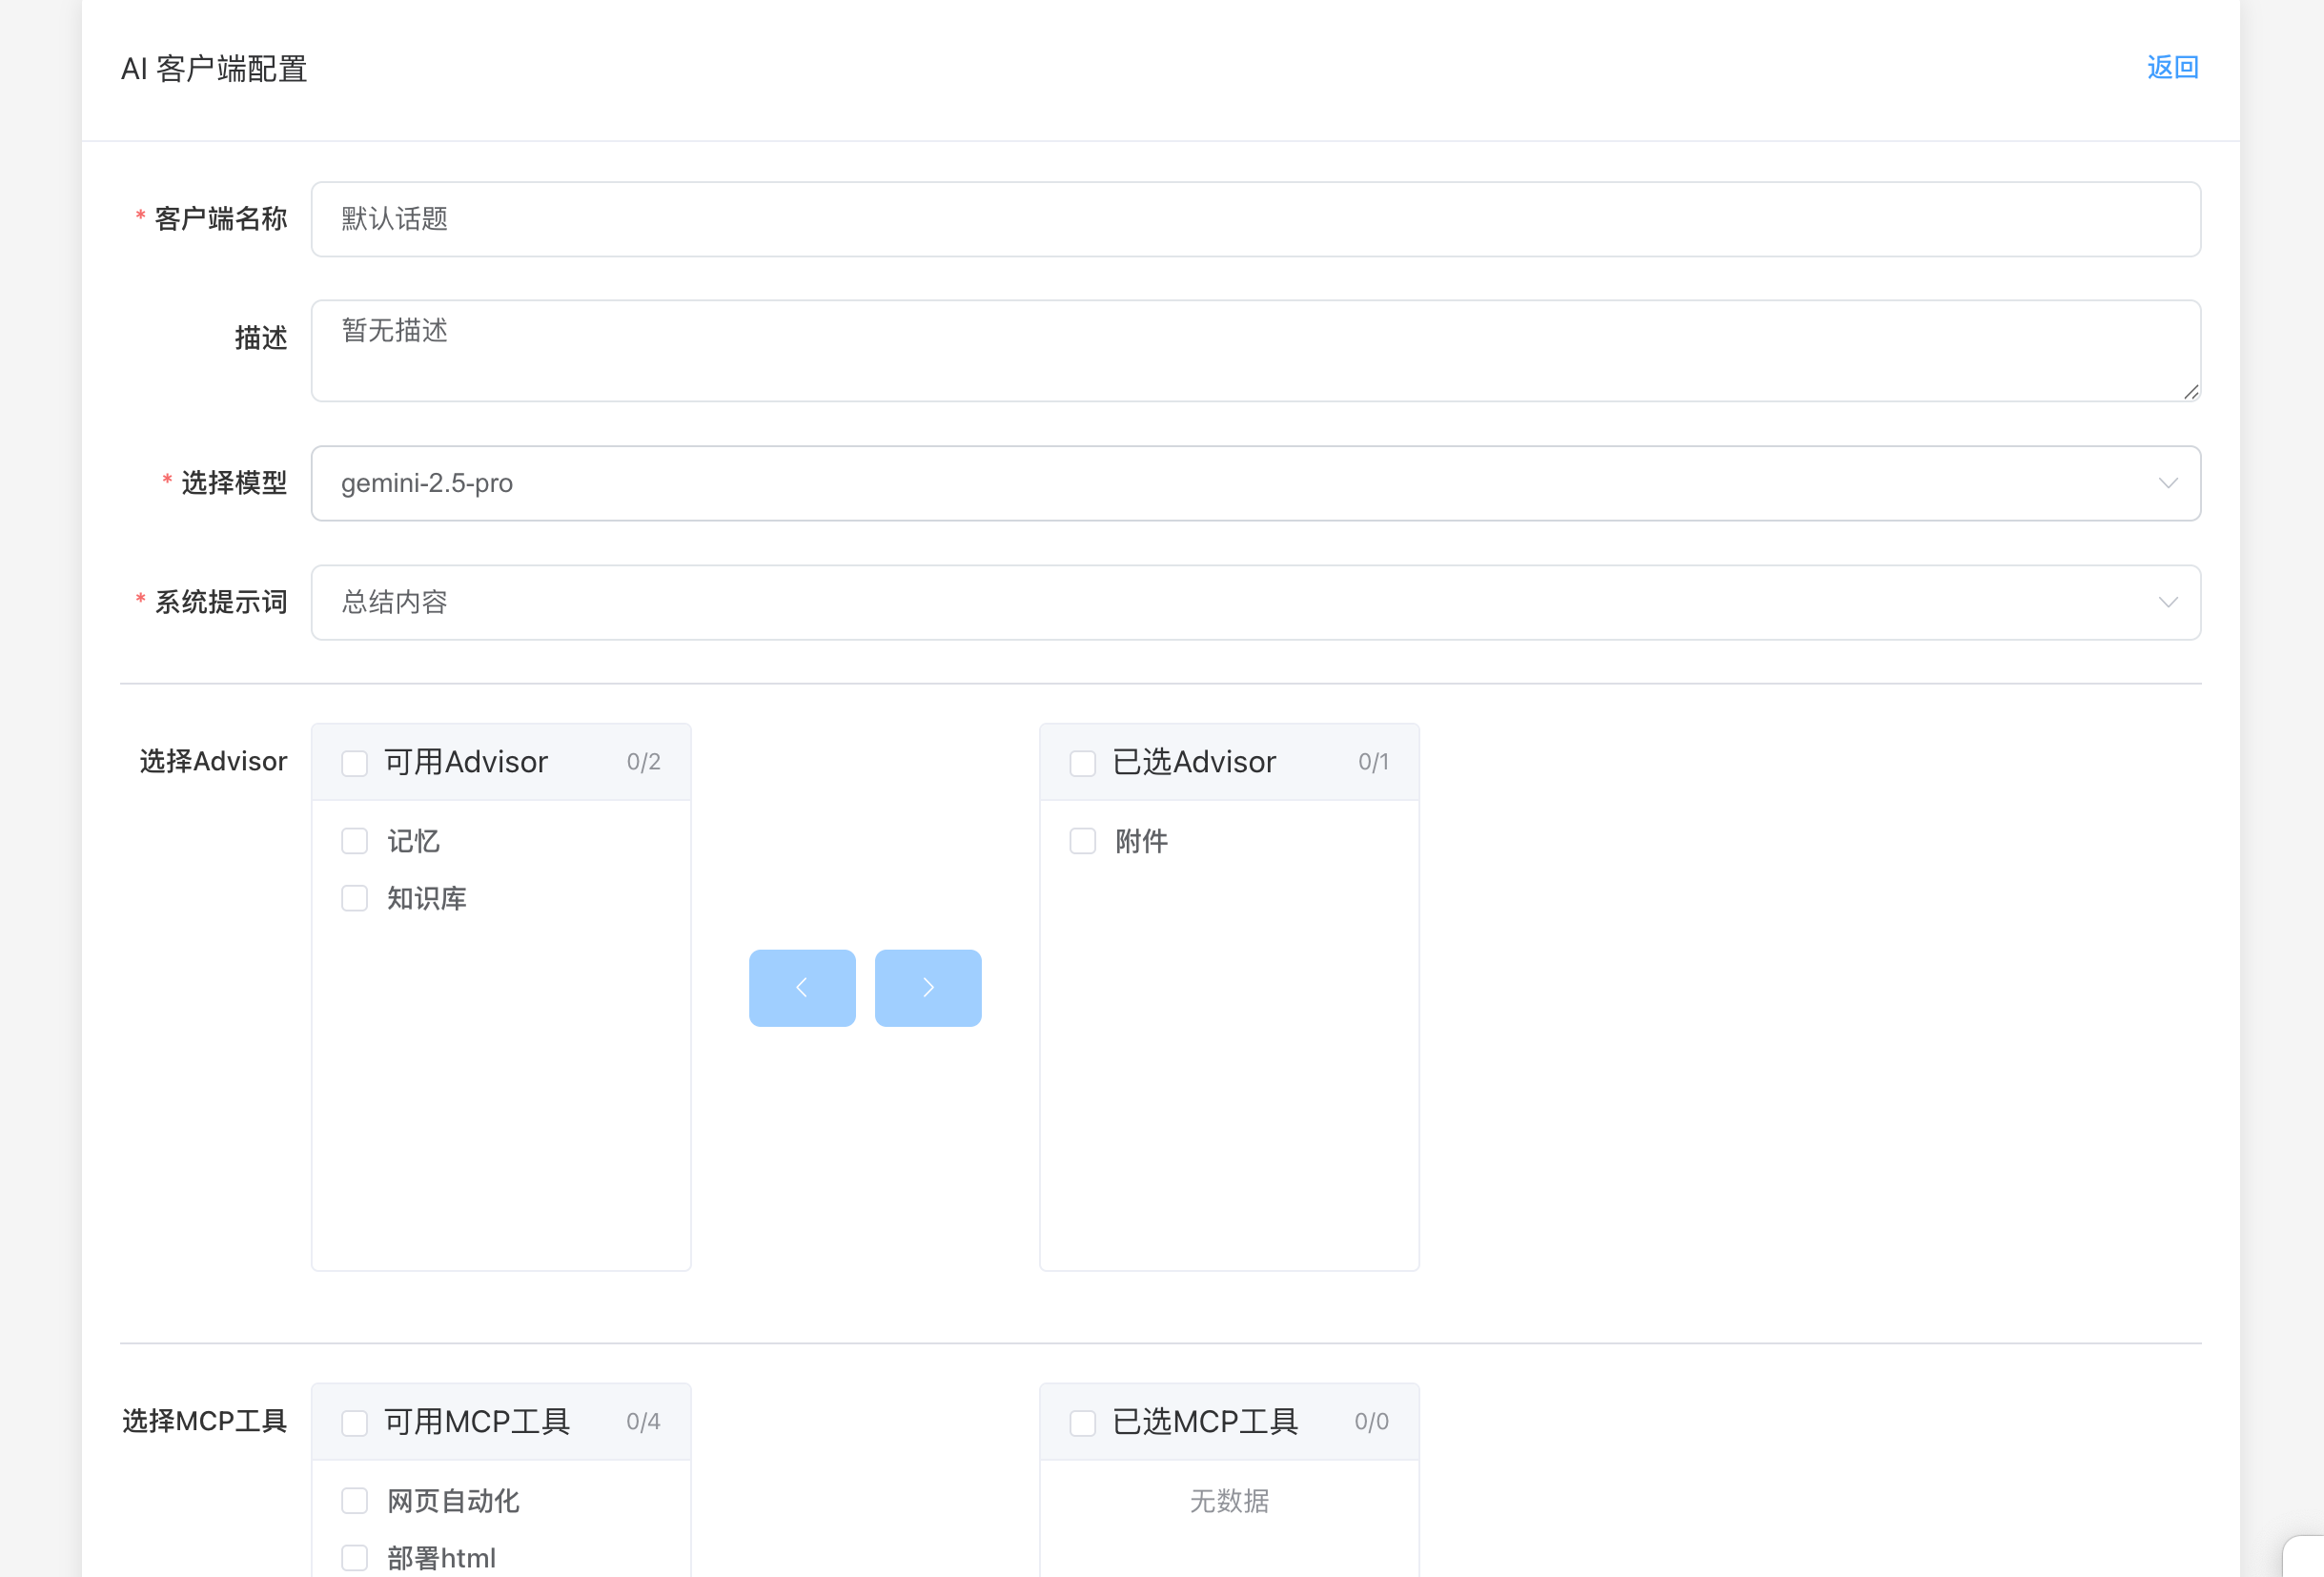 AI 客户端配置 返回
* 客户端名称 默认话题
描述 暂无描述
* 选择模型 gemini-2.5-pro
* 系统提示词 总结内容
选择Advisor 可用Advisor 0/2 已选Advisor 0/1
记忆 附件
知识库
选择MCP工具 可用MCP工具 0/4 已选MCP工具 0/0
网页自动化 无数据
部署html